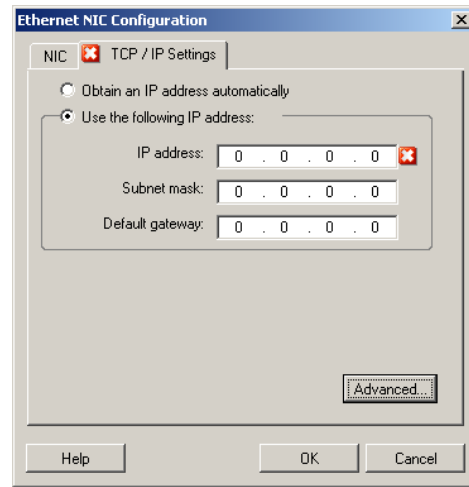 Ethernet NIC Configuration
NIC TCP / IP Settings
Obtain an IP address automatically
Use the following IP address:
IP address: 0 . 0 . 0 . 0
Subnet mask: 0 . 0 . 0 . 0
Default gateway: 0 . 0 . 0 . 0
Advanced...
Help OK Cancel